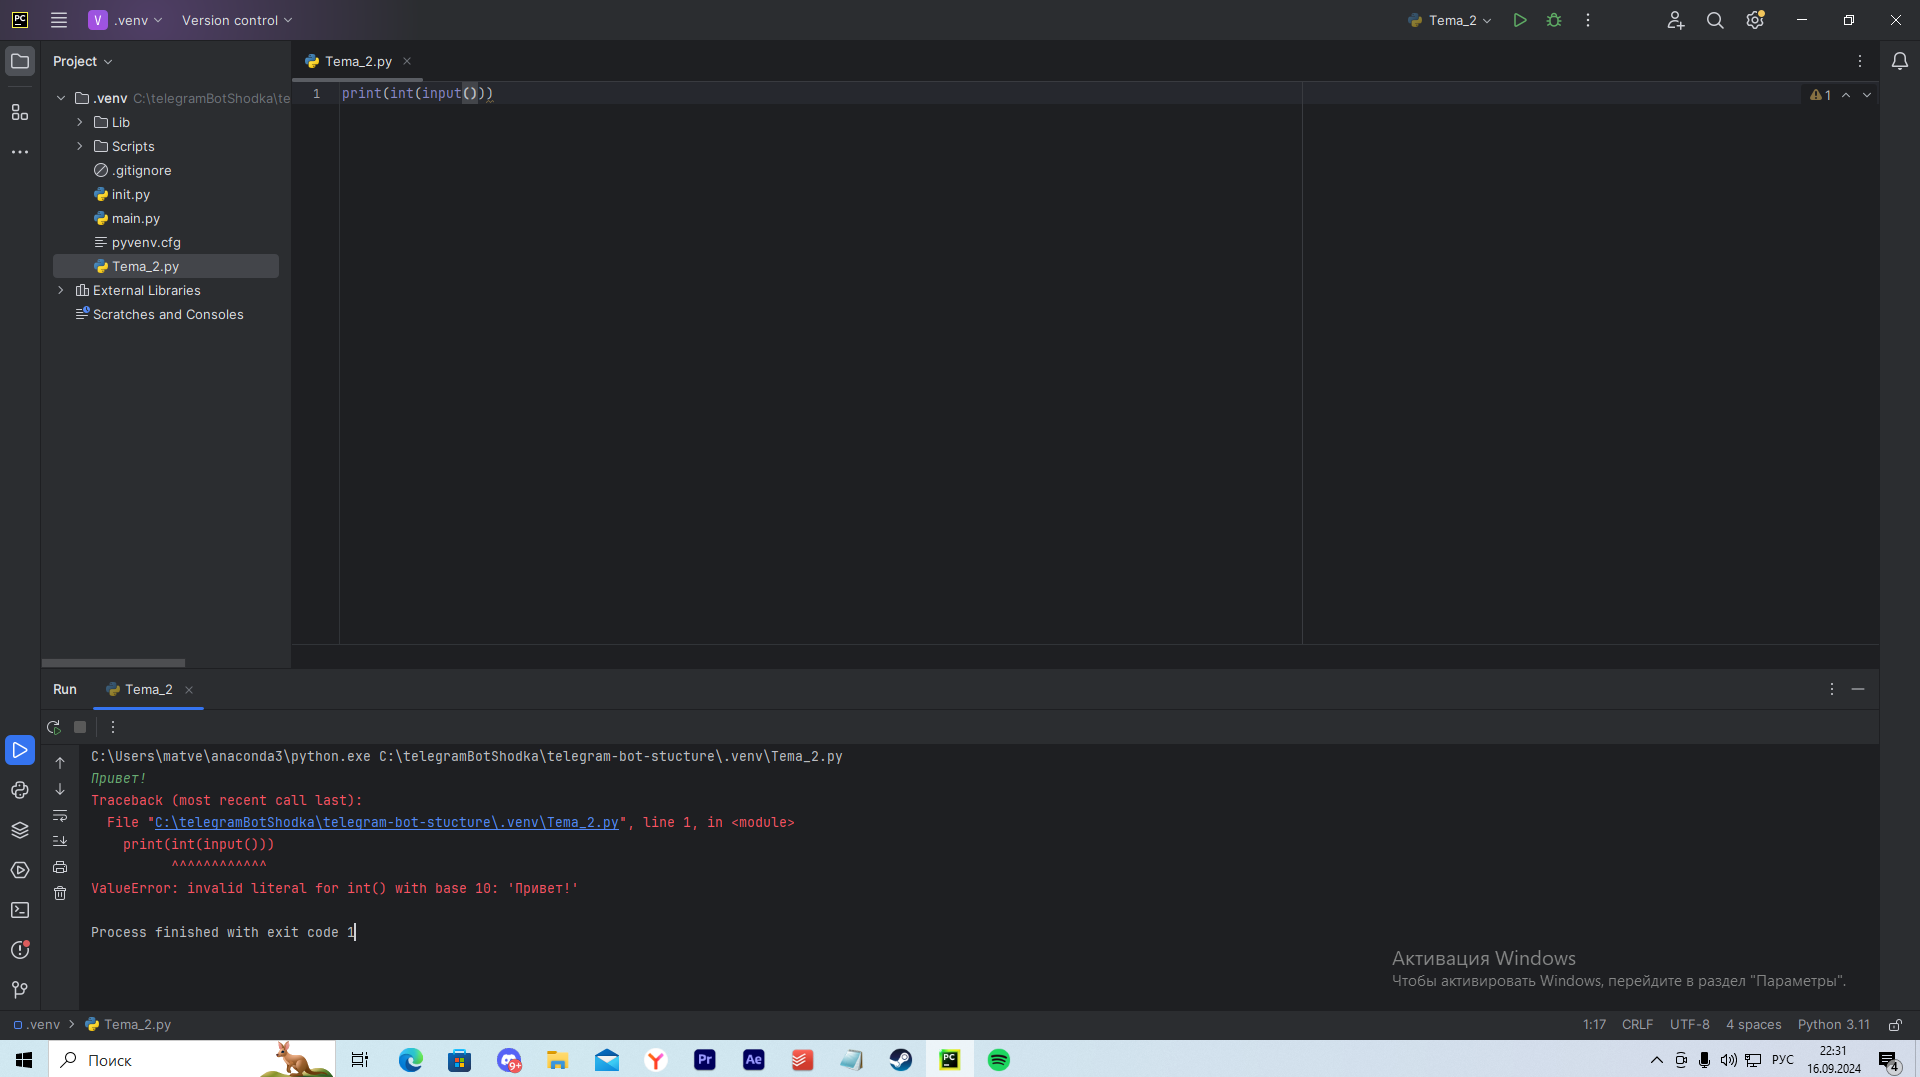 PC
V .venv Version control
Tema_2
Project
.venv C:\telegramBotShodka\te
Lib
Scripts
.gitignore
init.py
main.py
pyvenv.cfg
Tema_2.py
External Libraries
Scratches and Consoles
Tema_2.py
1 print(int(input()))
1
Run Tema_2
C:\Users\matve\anaconda3\python.exe C:\telegramBotShodka\telegram-bot-stucture\.venv\Tema_2.py
Привет!
Traceback (most recent call last):
File "C:\telegramBotShodka\telegram-bot-stucture\.venv\Tema_2.py", line 1, in <module>
print(int(input()))
^^^^^^^^^^^^
ValueError: invalid literal for int() with base 10: 'Привет!'
Process finished with exit code 1
Активация Windows
Чтобы активировать Windows, перейдите в раздел "Параметры".
.venv > Tema_2.py
1:17 CRLF UTF-8 4 spaces Python 3.11
Поиск
9+
Y
Pr
Ae
PC
РУС
22:31
16.09.2024
4